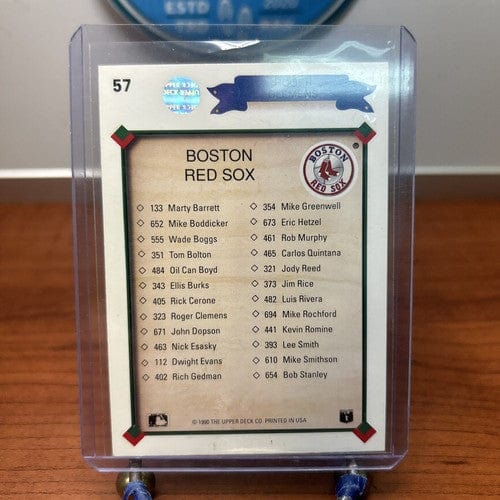 ESTD
57
UPPER DECK
BOSTON
RED SOX
BOSTON
RED SOX
®
133 Marty Barrett
652 Mike Boddicker
555 Wade Boggs
351 Tom Bolton
484 Oil Can Boyd
343 Ellis Burks
405 Rick Cerone
323 Roger Clemens
671 John Dopson
463 Nick Esasky
112 Dwight Evans
402 Rich Gedman
354 Mike Greenwell
673 Eric Hetzel
461 Rob Murphy
465 Carlos Quintana
321 Jody Reed
373 Jim Rice
482 Luis Rivera
694 Mike Rochford
441 Kevin Romine
393 Lee Smith
610 Mike Smithson
654 Bob Stanley
© 1990 THE UPPER DECK CO. PRINTED IN USA